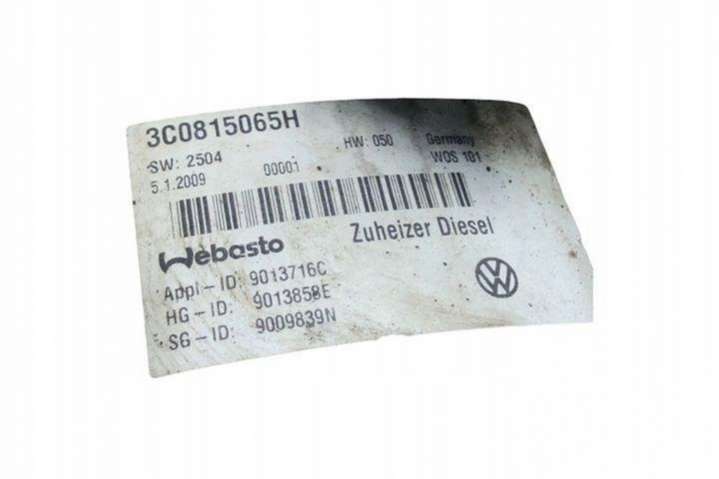 3C0815065H
SW: 2504 HW: 050 Germany
5.1.2009 00001 WOS 101
Webasto Zuheizer Diesel
Appl-ID: 9013716C
HG-ID: 9013858E
SG-ID: 9009839N